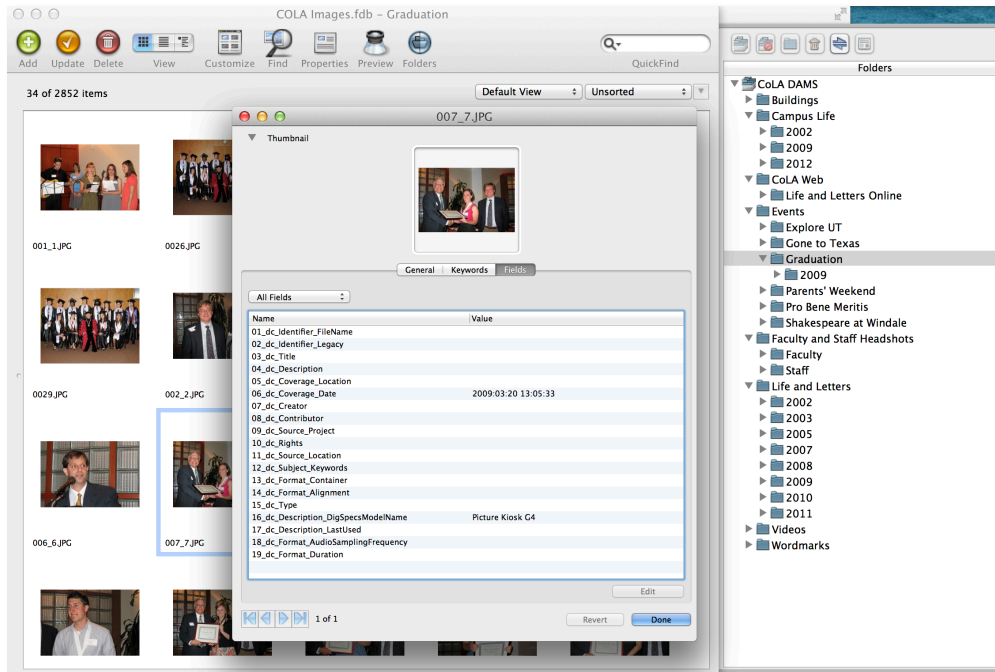 COLA Images.fdb – Graduation
Add Update Delete View Customize Find Properties Preview Folders QuickFind
34 of 2852 items
Default View
Unsorted
001_1.JPG
0026.JPG
0029.JPG
002_2.JPG
006_6.JPG
007_7.JPG
007_7.JPG
Thumbnail
General Keywords Fields
All Fields
Name Value
01_dc_Identifier_FileName
02_dc_Identifier_Legacy
03_dc_Title
04_dc_Description
05_dc_Coverage_Location
06_dc_Coverage_Date 2009:03:20 13:05:33
07_dc_Creator
08_dc_Contributor
09_dc_Source_Project
10_dc_Rights
11_dc_Source_Location
12_dc_Subject_Keywords
13_dc_Format_Container
14_dc_Format_Alignment
15_dc_Type
16_dc_Description_DigSpecsModelName Picture Kiosk G4
17_dc_Description_LastUsed
18_dc_Format_AudioSamplingFrequency
19_dc_Format_Duration
Edit
1 of 1
Revert Done
Folders
CoLA DAMS
Buildings
Campus Life
2002
2009
2012
CoLA Web
Life and Letters Online
Events
Explore UT
Gone to Texas
Graduation
2009
Parents' Weekend
Pro Bene Meritis
Shakespeare at Windale
Faculty and Staff Headshots
Faculty
Staff
Life and Letters
2002
2003
2005
2007
2008
2009
2010
2011
Videos
Wordmarks